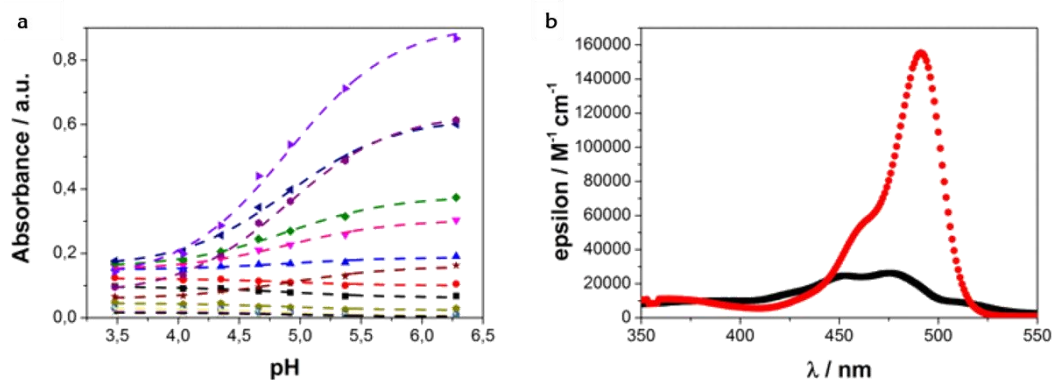 a
0,8
0,6
0,4
0,2
0,0
Absorbance / a.u.
3,5 4,0 4,5 5,0 5,5 6,0 6,5
pH
b
160000
140000
120000
100000
80000
60000
40000
20000
0
epsilon / M⁻¹ cm⁻¹
350 400 450 500 550
λ / nm